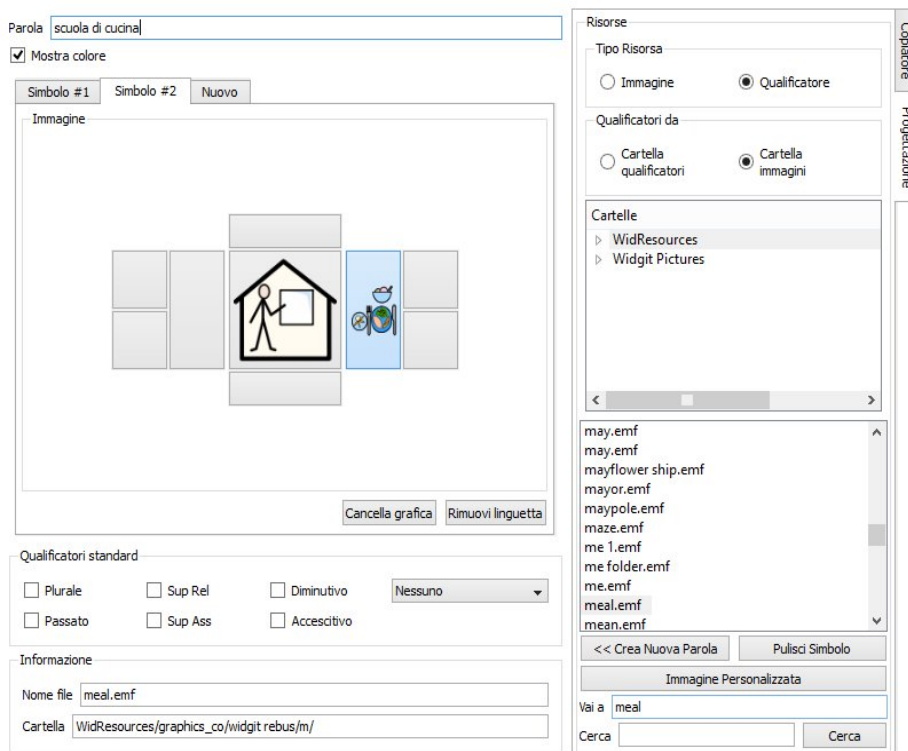 Parola scuola di cucina
Mostra colore
Simbolo #1 Simbolo #2 Nuovo
Immagine
Cancella grafica Rimuovi linguetta
Qualificatori standard
Plurale Sup Rel Diminutivo Nessuno
Passato Sup Ass Accescitivo
Informazione
Nome file meal.emf
Cartella WidResources/graphics_co/widgit rebus/m/
Risorse
Tipo Risorsa
Immagine Qualificatore
Qualificatori da
Cartella
qualificatori
Cartella
immagini
Cartelle
WidResources
Widgit Pictures
may.emf
may.emf
mayflower ship.emf
mayor.emf
maypole.emf
maze.emf
me 1.emf
me folder.emf
me.emf
meal.emf
mean.emf
<< Crea Nuova Parola Pulisci Simbolo
Immagine Personalizzata
Vai a meal
Cerca Cerca
Copiatore
Progettazione